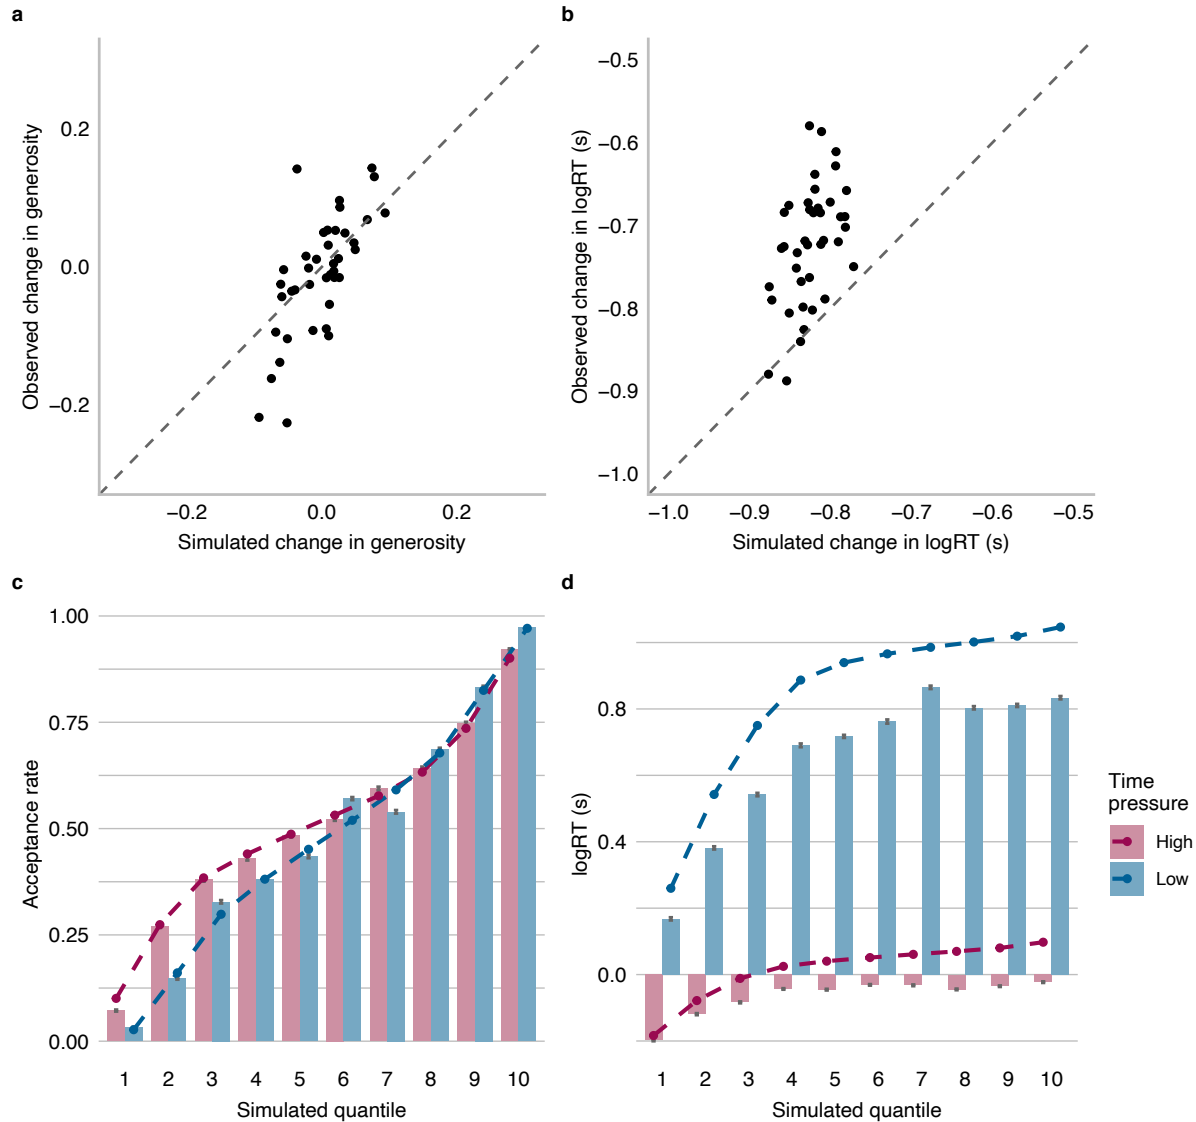 a
0.2
0.0
−0.2
Observed change in generosity
−0.2
0.0
0.2
Simulated change in generosity
b
−0.5
−0.6
−0.7
−0.8
−0.9
−1.0
Observed change in logRT (s)
−1.0
−0.9
−0.8
−0.7
−0.6
−0.5
Simulated change in logRT (s)
c
1.00
0.75
0.50
0.25
0.00
Acceptance rate
1
2
3
4
5
6
7
8
9
10
Simulated quantile
d
0.8
0.4
0.0
logRT (s)
1
2
3
4
5
6
7
8
9
10
Simulated quantile
Time
pressure
High
Low